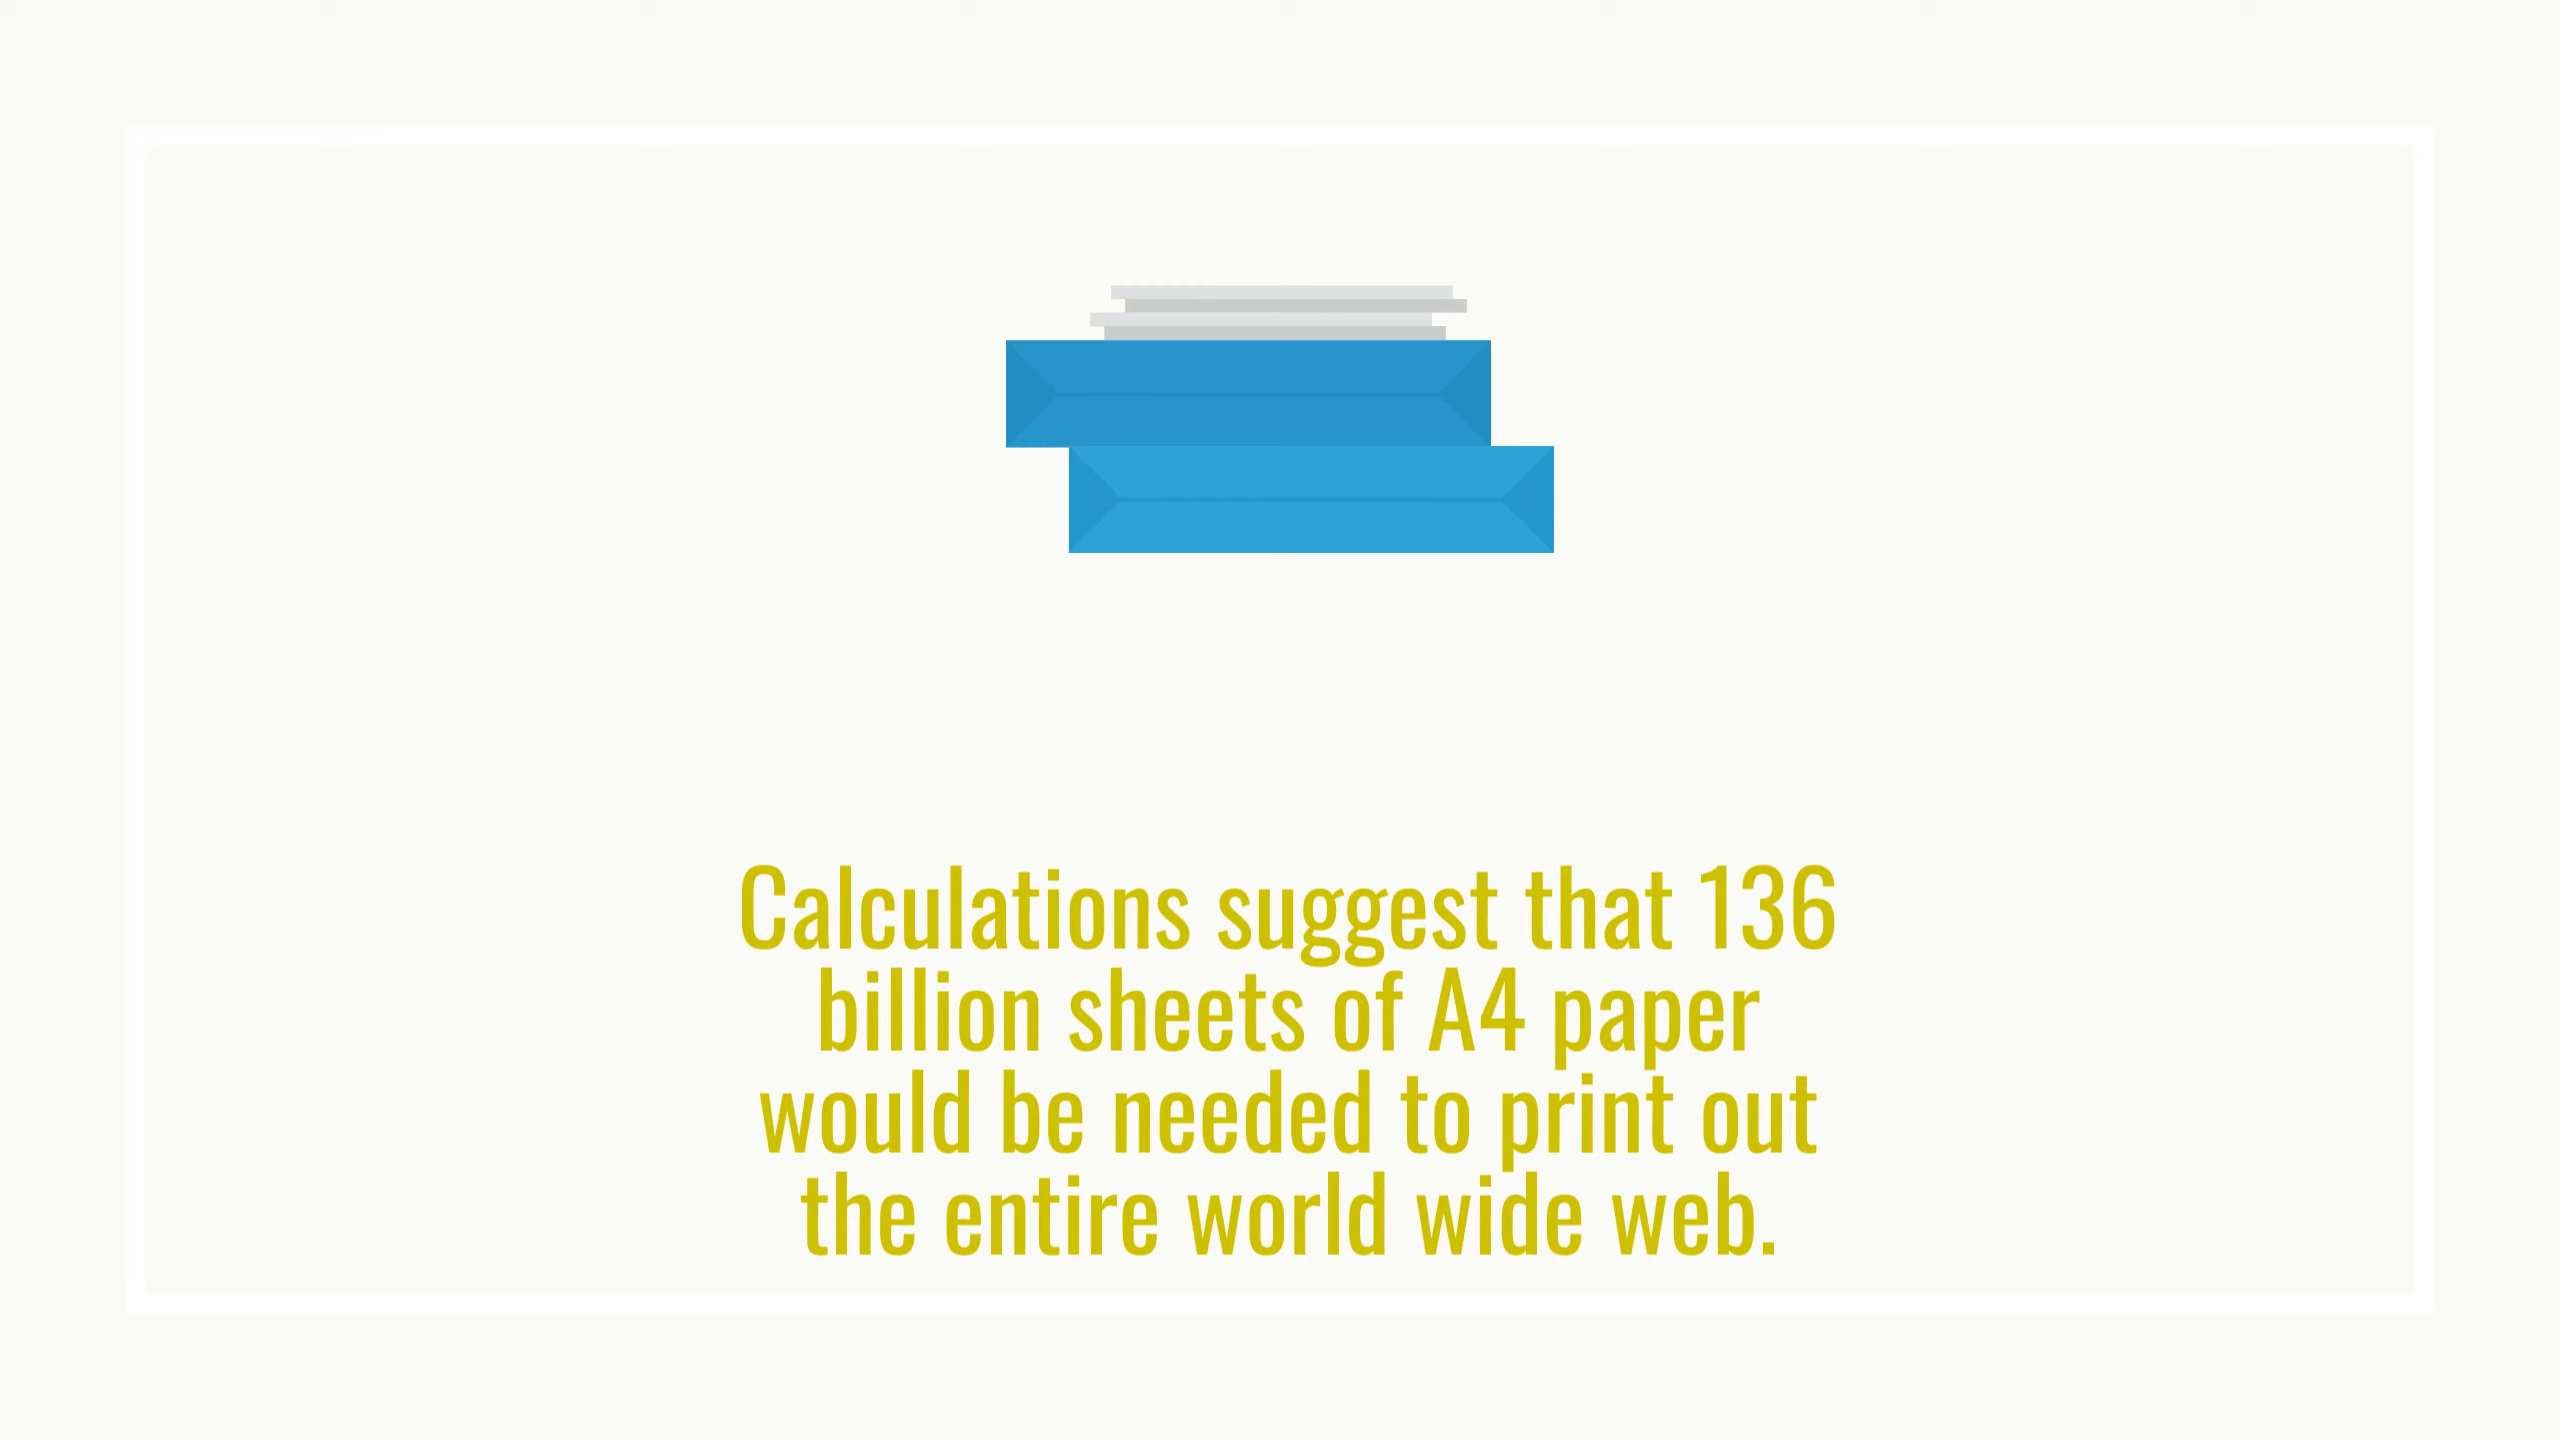 Calculations suggest that 136
billion sheets of A4 paper
would be needed to print out
the entire world wide web.